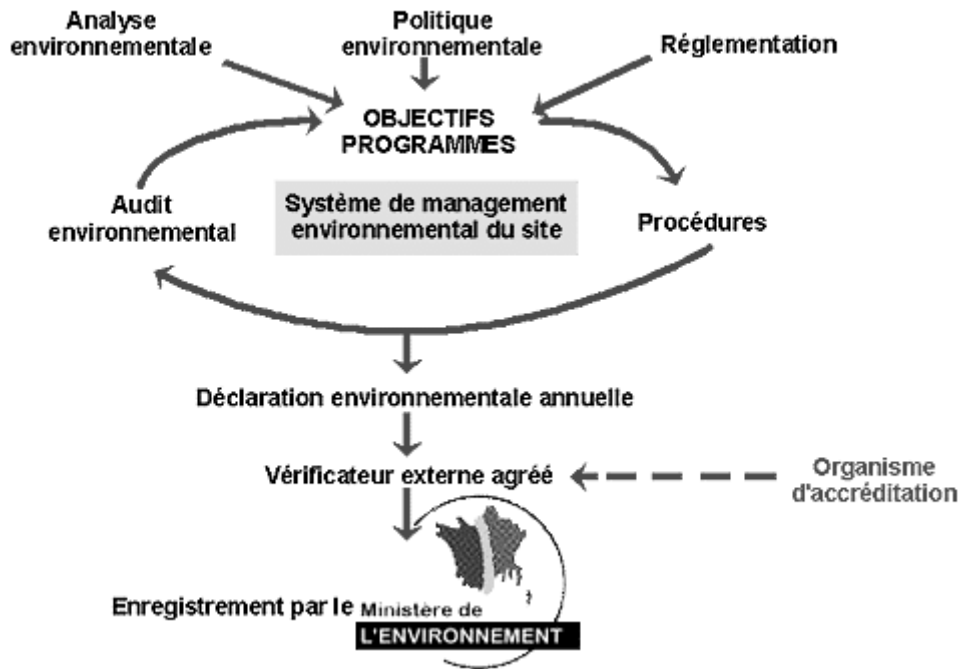 Analyse
environnementale
Politique
environnementale
Réglementation
OBJECTIFS
PROGRAMMES
Audit
environnemental
Système de management
environnemental du site
Procédures
Déclaration environnementale annuelle
Vérificateur externe agréé
Organisme
d'accréditation
Enregistrement par le Ministère de
L'ENVIRONNEMENT